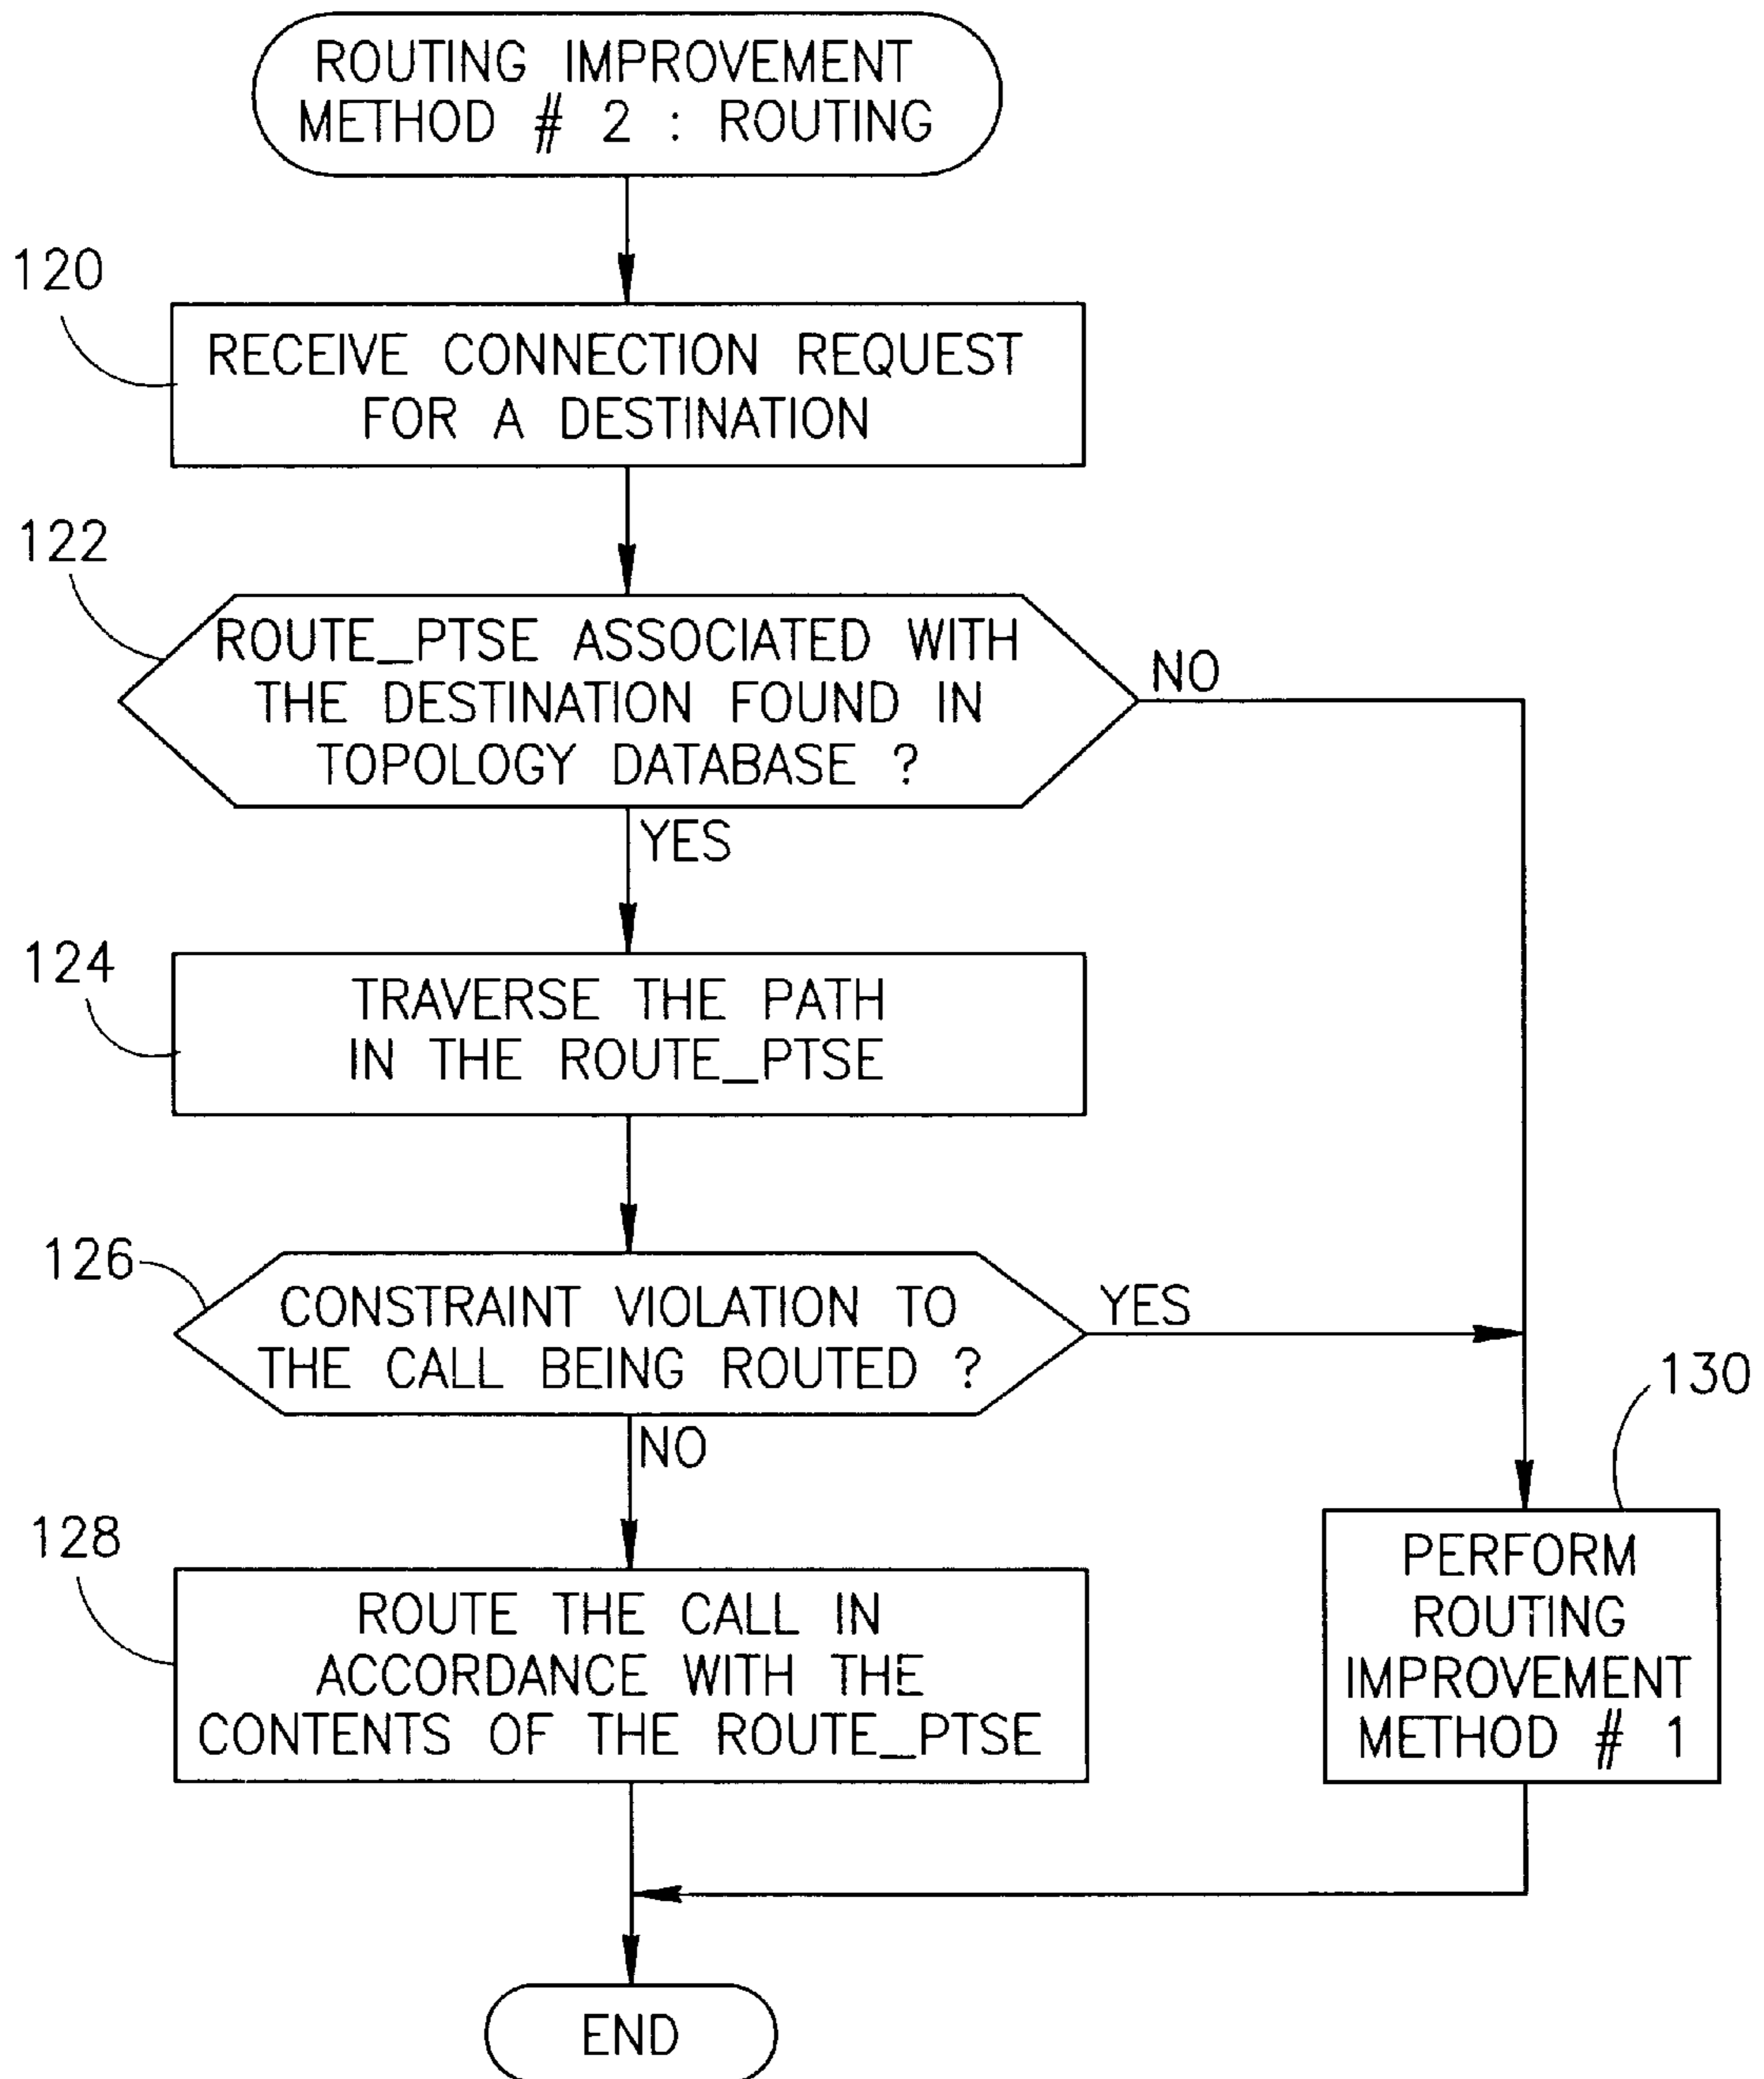 ROUTING IMPROVEMENT
METHOD # 2 : ROUTING
120
RECEIVE CONNECTION REQUEST
FOR A DESTINATION
122
ROUTE_PTSE ASSOCIATED WITH
THE DESTINATION FOUND IN
TOPOLOGY DATABASE ?
NO
YES
124
TRAVERSE THE PATH
IN THE ROUTE_PTSE
126
CONSTRAINT VIOLATION TO
THE CALL BEING ROUTED ?
YES
NO
130
128
ROUTE THE CALL IN
ACCORDANCE WITH THE
CONTENTS OF THE ROUTE_PTSE
PERFORM
ROUTING
IMPROVEMENT
METHOD # 1
END